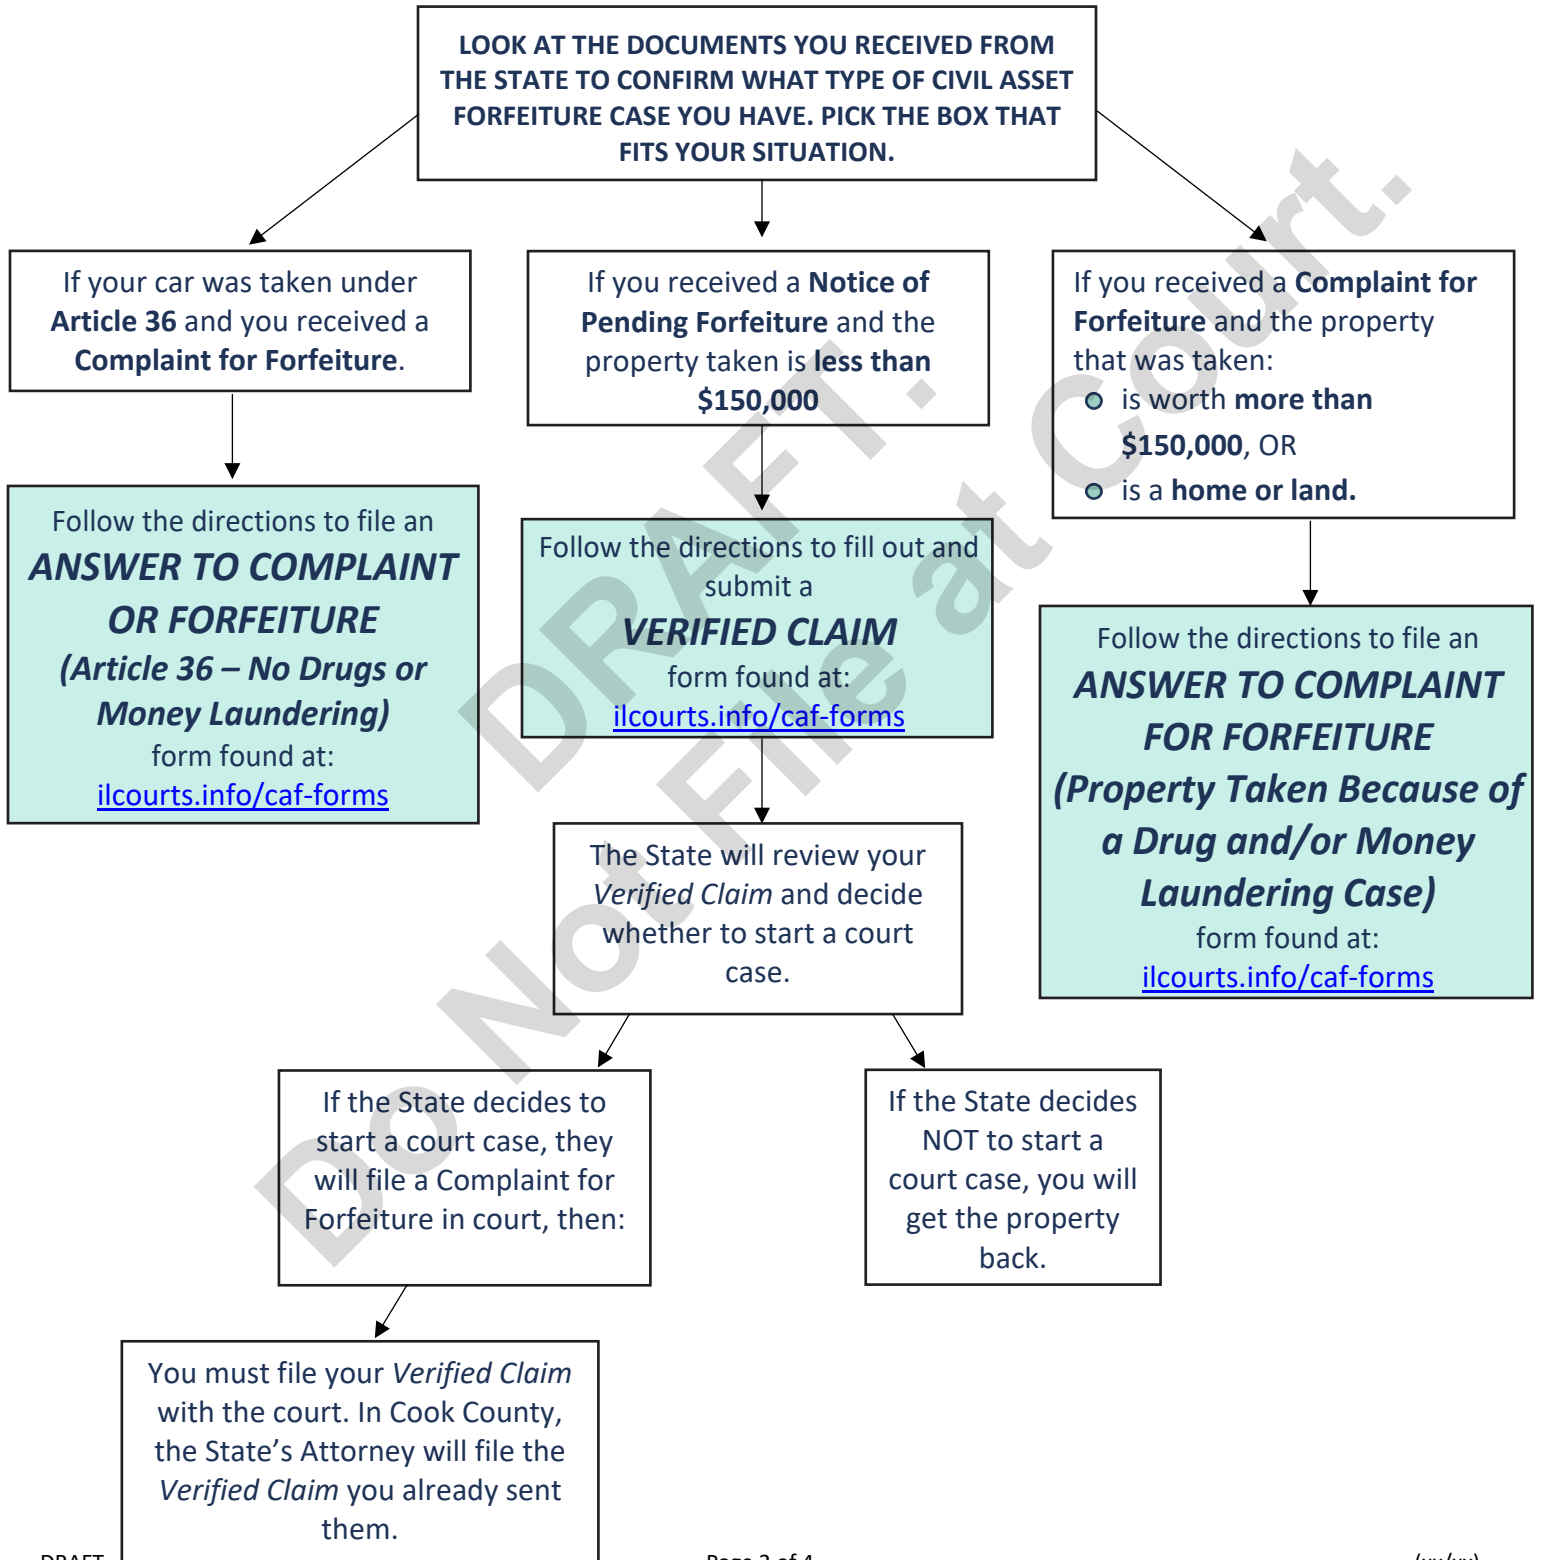 LOOK AT THE DOCUMENTS YOU RECEIVED FROM
THE STATE TO CONFIRM WHAT TYPE OF CIVIL ASSET
FORFEITURE CASE YOU HAVE. PICK THE BOX THAT
FITS YOUR SITUATION.
If your car was taken under
Article 36 and you received a
Complaint for Forfeiture.
If you received a Notice of
Pending Forfeiture and the
property taken is less than
$150,000
If you received a Complaint for
Forfeiture and the property
that was taken:
is worth more than
$150,000, OR
is a home or land.
Follow the directions to file an
ANSWER TO COMPLAINT
OR FORFEITURE
(Article 36 – No Drugs or
Money Laundering)
form found at:
ilcourts.info/caf-forms
Follow the directions to fill out and
submit a
VERIFIED CLAIM
form found at:
ilcourts.info/caf-forms
Follow the directions to file an
ANSWER TO COMPLAINT
FOR FORFEITURE
(Property Taken Because of
a Drug and/or Money
Laundering Case)
form found at:
ilcourts.info/caf-forms
The State will review your
Verified Claim and decide
whether to start a court
case.
If the State decides to
start a court case, they
will file a Complaint for
Forfeiture in court, then:
If the State decides
NOT to start a
court case, you will
get the property
back.
You must file your Verified Claim
with the court. In Cook County,
the State's Attorney will file the
Verified Claim you already sent
them.
DRAFT.
Do Not File at Court.
DRAFT
Page 2 of 4
(xx/xx)